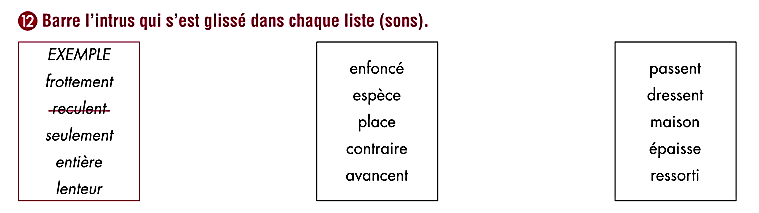 12 Barre l'intrus qui s'est glissé dans chaque liste (sons).
EXEMPLE
frottement
reculent
seulement
entière
lenteur
enfoncé
espèce
place
contraire
avancent
passent
dressent
maison
épaisse
ressorti